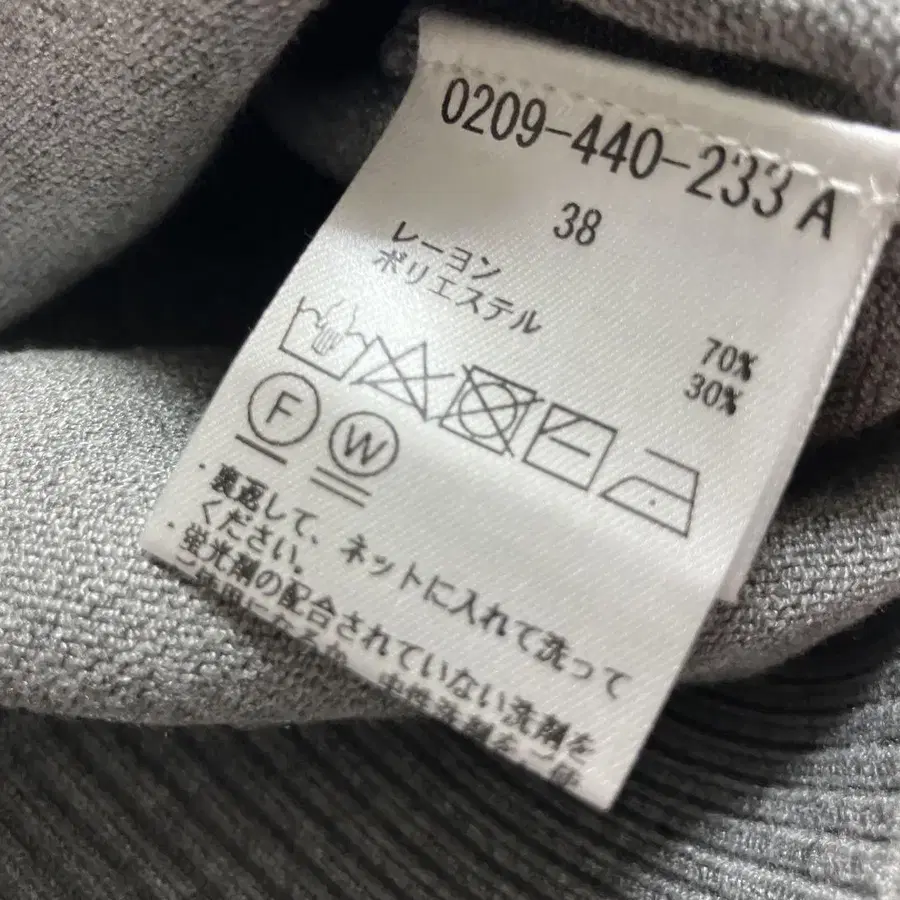 0209-440-233 A
38
レーヨン 70%
ポリエステル 30%
F
W
・裏返して、ネットに入れて洗って
ください。
・蛍光剤の配合されていない洗剤を